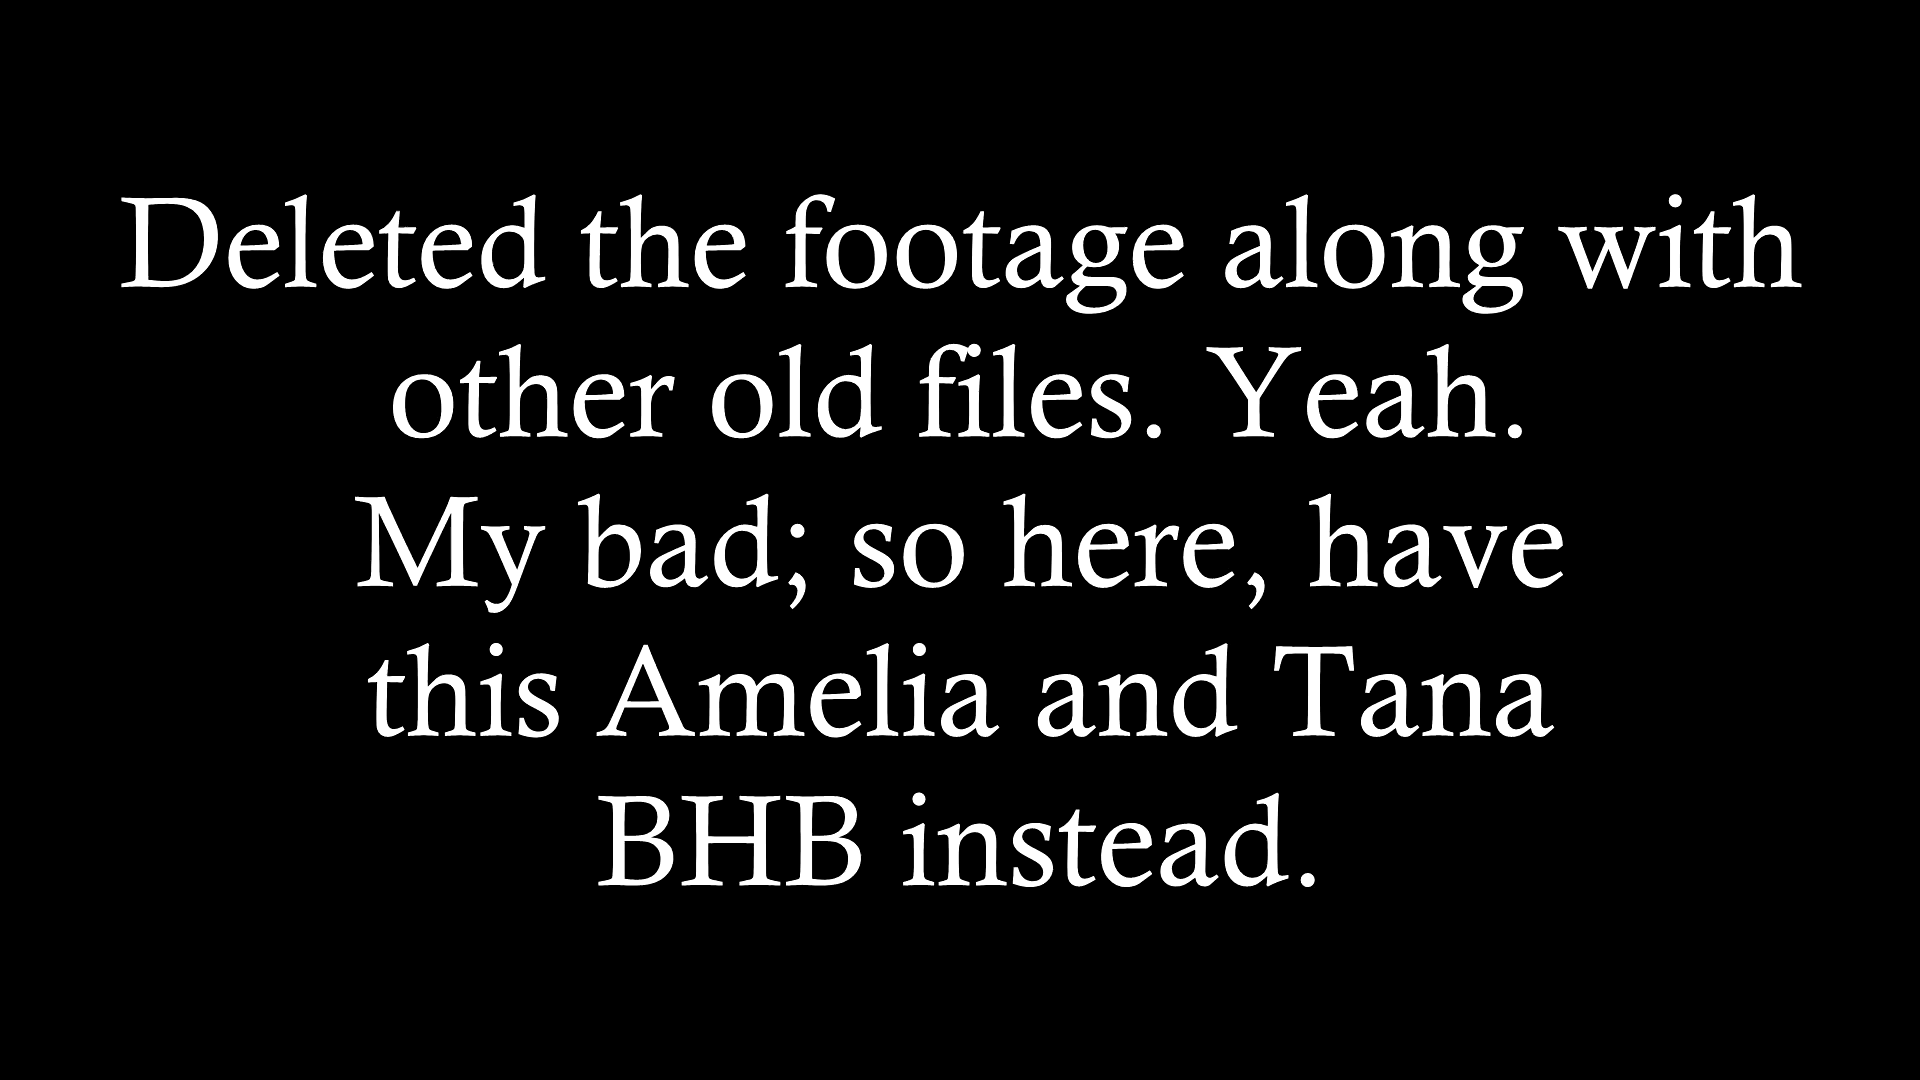 Deleted the footage along with
other old files. Yeah.
My bad; so here, have
this Amelia and Tana
BHB instead.